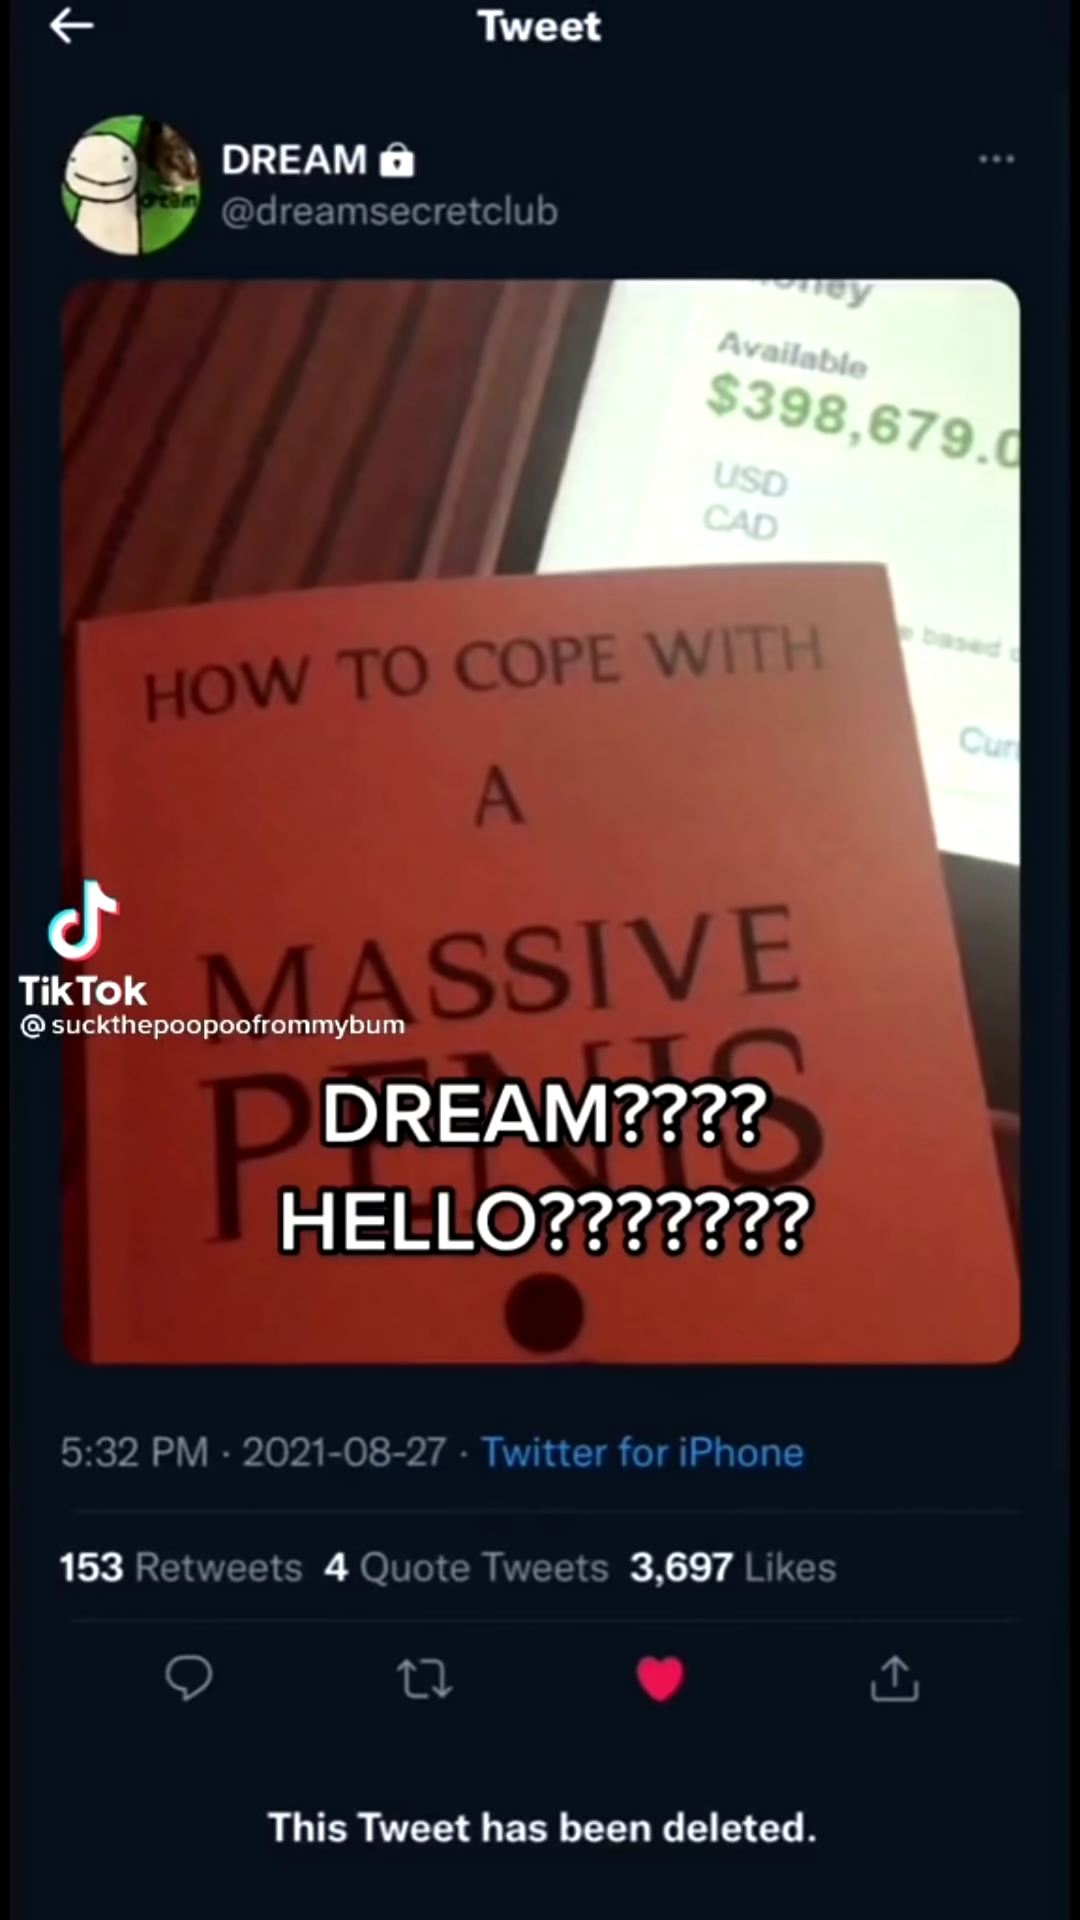 Tweet
DREAM
@dreamsecretclub
Available
USD
CAD
based
HOW TO COPE WITH
A
MASSIVE
PENIS
TikTok
@ suckthepoopoofrommybum
DREAM????
HELLO???????
5:32 PM · 2021-08-27 · Twitter for iPhone
153 Retweets 4 Quote Tweets 3,697 Likes
This Tweet has been deleted.